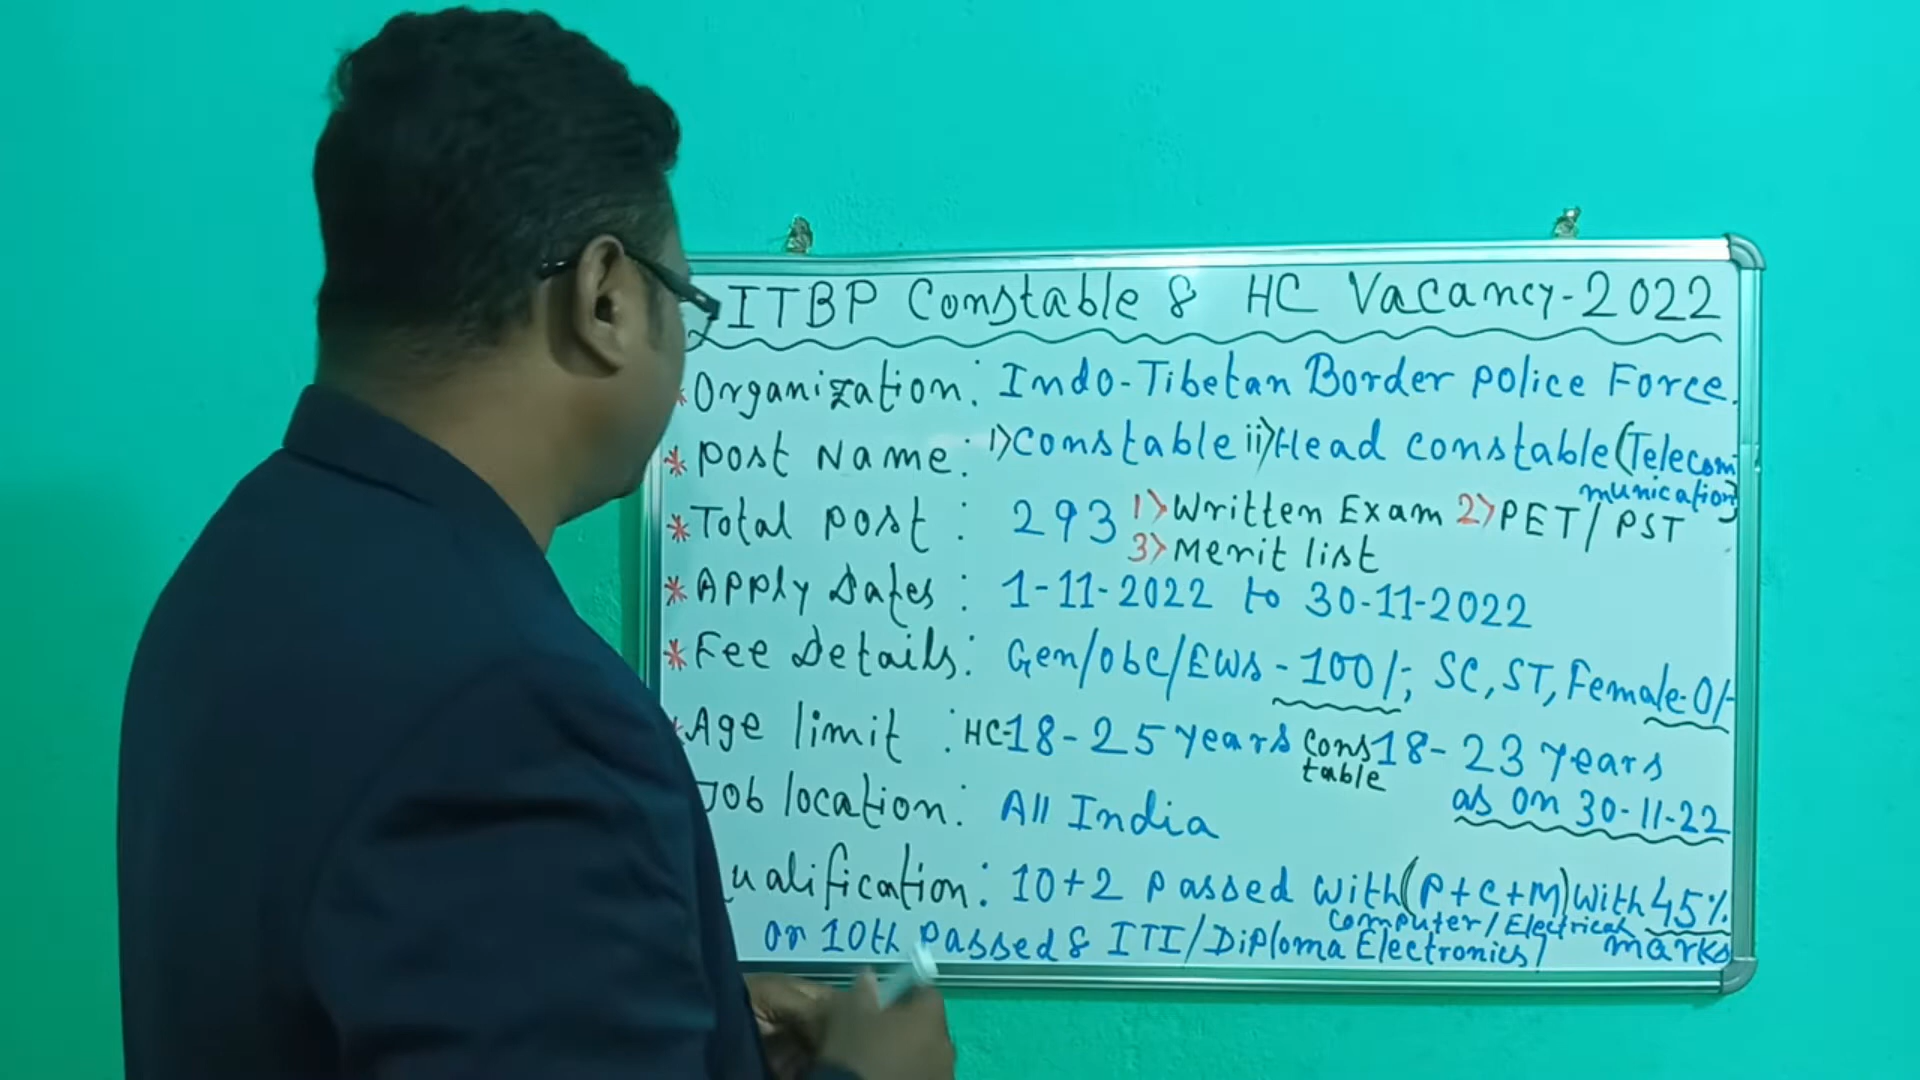 ITBP Constable & HC Vacancy-2022
*Organization: Indo-Tibetan Border police Force.
*Post Name: i)Constable ii)Head constable (Telecommunication)
*Total post : 293 1)Written Exam 2)PET/PST
3)Merit list
*Apply Dates : 1-11-2022 to 30-11-2022
*Fee Details: Gen/obc/EWS - 100/-; SC, ST, Female-0/-
*Age limit : HC-18-25 years Constable 18-23 years
as on 30-11-22
Job location: All India
ualification: 10+2 passed with (P+C+M) with 45%
or 10th passed & ITI/Diploma Electronics/ computer/Electrical marks